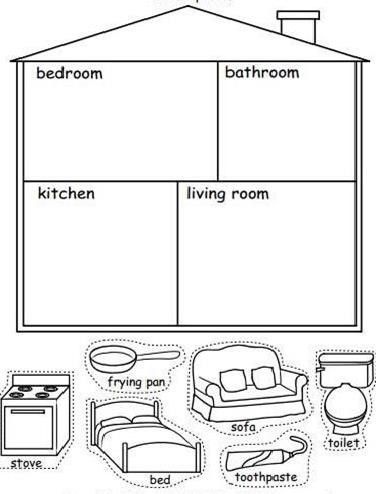 bedroom
bathroom
kitchen
living room
frying pan
sofa
toilet
stove
bed
toothpaste